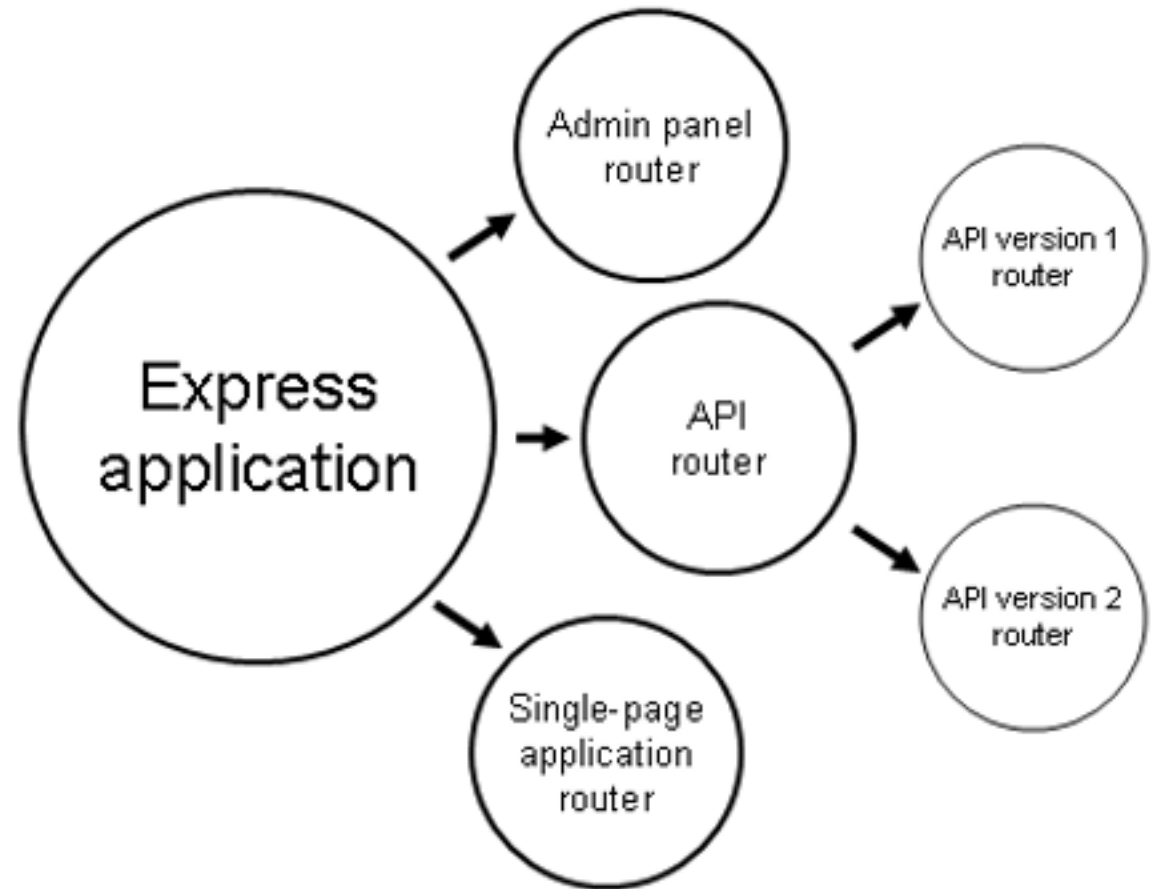 Express
application
Admin panel
router
API
router
Single-page
application
router
API version 1
router
API version 2
router